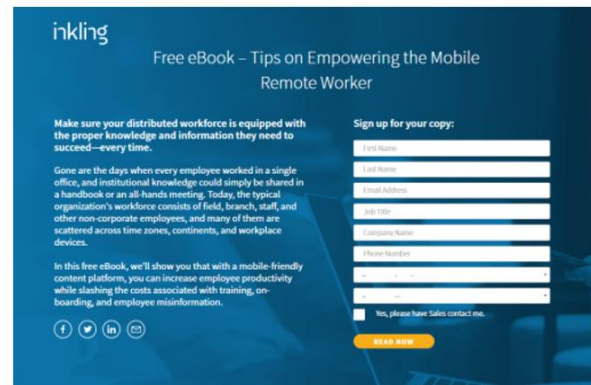 inkling
Free eBook – Tips on Empowering the Mobile
Remote Worker
Make sure your distributed workforce is equipped with
the proper knowledge and information they need to
succeed—every time.
Gone are the days when every employee worked in a single
office, and institutional knowledge could simply be shared in
a handbook or an all-hands meeting. Today, the typical
organization's workforce consists of field, branch, staff, and
other non-corporate employees, and many of them are
scattered across time zones, continents, and workplace
devices.
In this free eBook, we'll show you that with a mobile-friendly
content platform, you can increase employee productivity
while slashing the costs associated with training, on-
boarding, and employee misinformation.
Sign up for your copy:
First Name
Last Name
Email Address
Job Title
Company Name
Phone Number
Yes, please have Sales contact me.
READ NOW